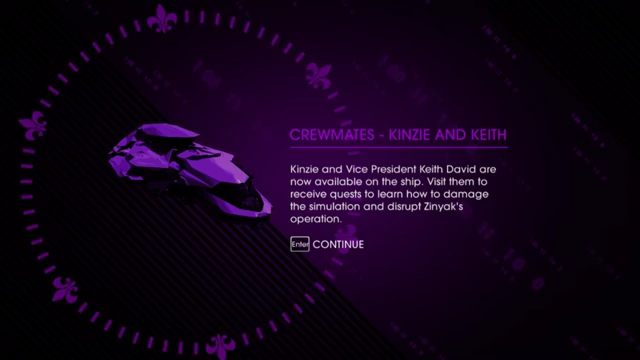 CREWMATES - KINZIE AND KEITH
Kinzie and Vice President Keith David are
now available on the ship. Visit them to
receive quests to learn how to damage
the simulation and disrupt Zinyak's
operation.
Enter CONTINUE